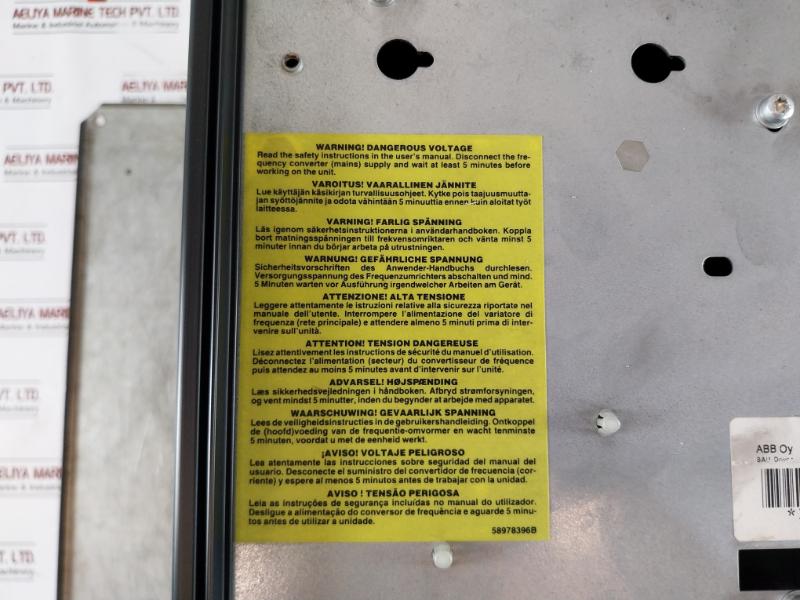 AELIYA MARINE TECH PVT. LTD.
Marine & Industrial Automation
& Machinery
PVT. LTD.
& Machinery
AELIYA MARINE
AELIYA MARINE
PVT. LTD.
AELIYA MARINE
PVT. LTD.
AELIYA MARINE
PVT. LTD.
WARNING! DANGEROUS VOLTAGE
Read the safety instructions in the user's manual. Disconnect the fre-
quency converter (mains) supply and wait at least 5 minutes before
working on the unit.
VAROITUS! VAARALLINEN JÄNNITE
Lue käyttäjän käsikirjan turvallisuusohjeet. Kytke pois taajuusmuutta-
jan syöttöjännite ja odota vähintään 5 minuuttia ennen kuin aloitat työt
laitteessa.
VARNING! FARLIG SPÄNNING
Läs igenom säkerhetsinstruktionerna i användarhandboken. Koppla
bort matningsspänningen till frekvensomriktaren och vänta minst 5
minuter innan du börjar arbeta på utrustningen.
WARNUNG! GEFÄHRLICHE SPANNUNG
Sicherheitsvorschriften des Anwender-Handbuchs durchlesen.
Versorgungsspannung des Frequenzumrichters abschalten und mind.
5 Minuten warten vor Ausführung irgendwelcher Arbeiten am Gerät.
ATTENZIONE! ALTA TENSIONE
Leggere attentamente le istruzioni relative alla sicurezza riportate nel
manuale dell'utente. Interrompere l'alimentazione del variatore di
frequenza (rete principale) e attendere almeno 5 minuti prima di inter-
venire sull'unità.
ATTENTION! TENSION DANGEREUSE
Lisez attentivement les instructions de sécurité du manuel d'utilisation.
Déconnectez l'alimentation (secteur) du convertisseur de fréquence
puis attendez au moins 5 minutes avant d'intervenir sur l'unité.
ADVARSEL! HØJSPÆNDING
Læs sikkerhedsvejledningen i håndboken. Afbryd strømforsyningen,
og vent mindst 5 minutter, inden du begynder at arbejde med apparatet.
WAARSCHUWING! GEVAARLIJK SPANNING
Lees de veiligheidsinstructies in de gebruikershandleiding. Ontkoppel
de (hoofd)voeding van de frequentie-omvormer en wacht tenminste
5 minuten, voordat u met de eenheid werkt.
¡AVISO! VOLTAJE PELIGROSO
Lea atentamente las instrucciones sobre seguridad del manual del
usuario. Desconecte el suministro del convertidor de frecuencia (cor-
riente) y espere al menos 5 minutos antes de trabajar con la unidad.
AVISO ! TENSÃO PERIGOSA
Leia as instruções de segurança incluídas no manual do utilizador.
Desligue a alimentação do conversor de frequência e aguarde 5 minu-
tos antes de utilizar a unidade.
58978396B
ABB Oy